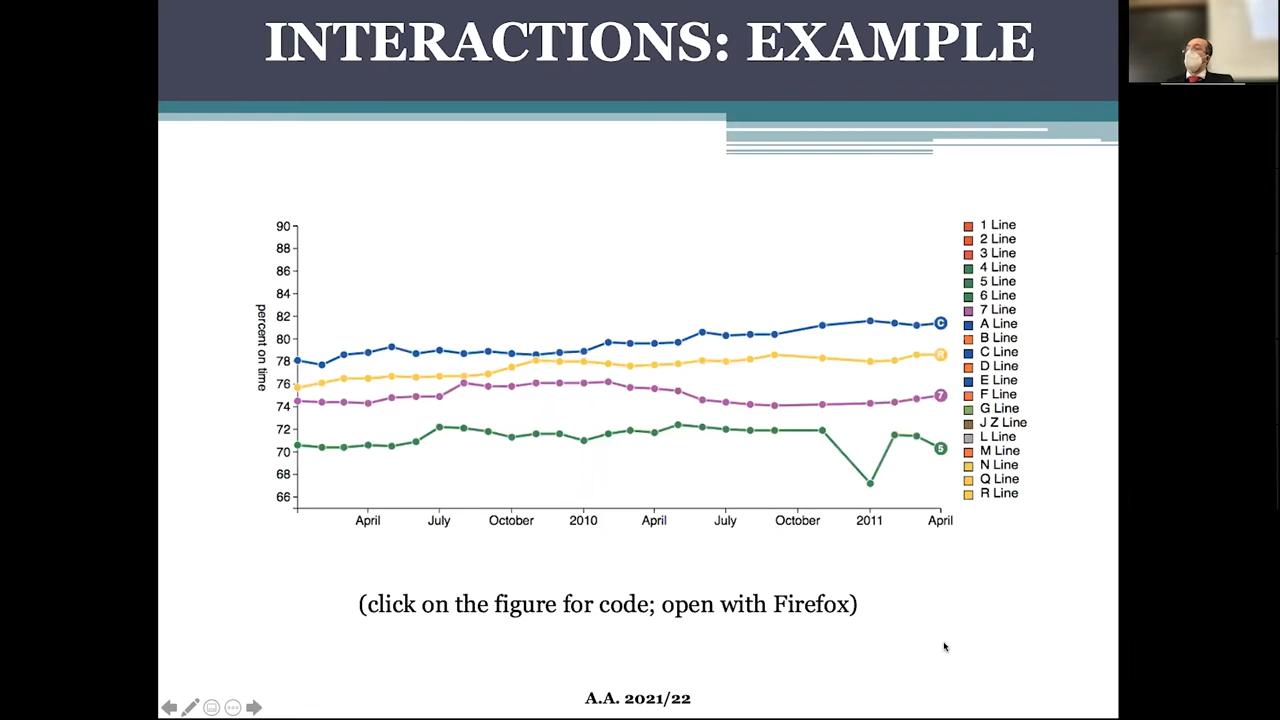 INTERACTIONS: EXAMPLE
percent on time
90
88
86
84
82
80
78
76
74
72
70
68
66
April
July
October
2010
April
July
October
2011
April
C
R
7
5
1 Line
2 Line
3 Line
4 Line
5 Line
6 Line
7 Line
A Line
B Line
C Line
D Line
E Line
F Line
G Line
J Z Line
L Line
M Line
N Line
Q Line
R Line
(click on the figure for code; open with Firefox)
A.A. 2021/22